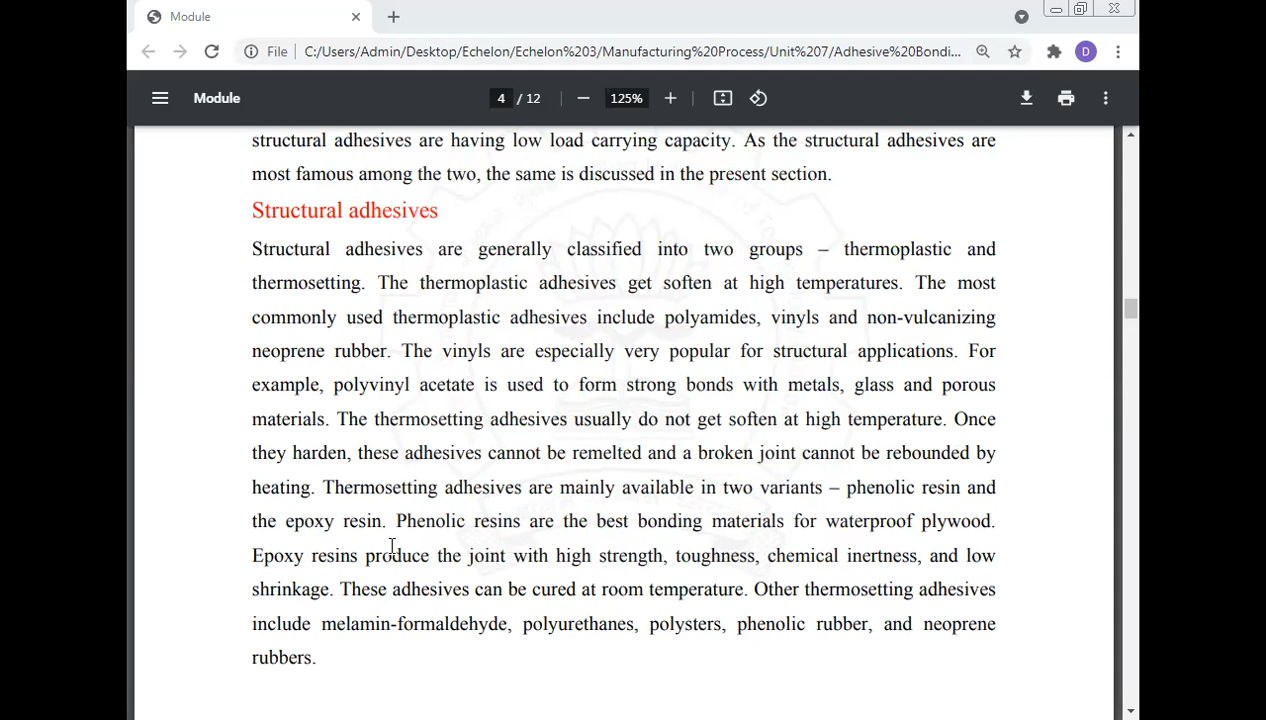 Module
File C:/Users/Admin/Desktop/Echelon/Echelon%203/Manufacturing%20Process/Unit%207/Adhesive%20Bondi... D
Module 4 / 12 125%
structural adhesives are having low load carrying capacity. As the structural adhesives are
most famous among the two, the same is discussed in the present section.
Structural adhesives
Structural adhesives are generally classified into two groups – thermoplastic and
thermosetting. The thermoplastic adhesives get soften at high temperatures. The most
commonly used thermoplastic adhesives include polyamides, vinyls and non-vulcanizing
neoprene rubber. The vinyls are especially very popular for structural applications. For
example, polyvinyl acetate is used to form strong bonds with metals, glass and porous
materials. The thermosetting adhesives usually do not get soften at high temperature. Once
they harden, these adhesives cannot be remelted and a broken joint cannot be rebounded by
heating. Thermosetting adhesives are mainly available in two variants – phenolic resin and
the epoxy resin. Phenolic resins are the best bonding materials for waterproof plywood.
Epoxy resins produce the joint with high strength, toughness, chemical inertness, and low
shrinkage. These adhesives can be cured at room temperature. Other thermosetting adhesives
include melamin-formaldehyde, polyurethanes, polysters, phenolic rubber, and neoprene
rubbers.